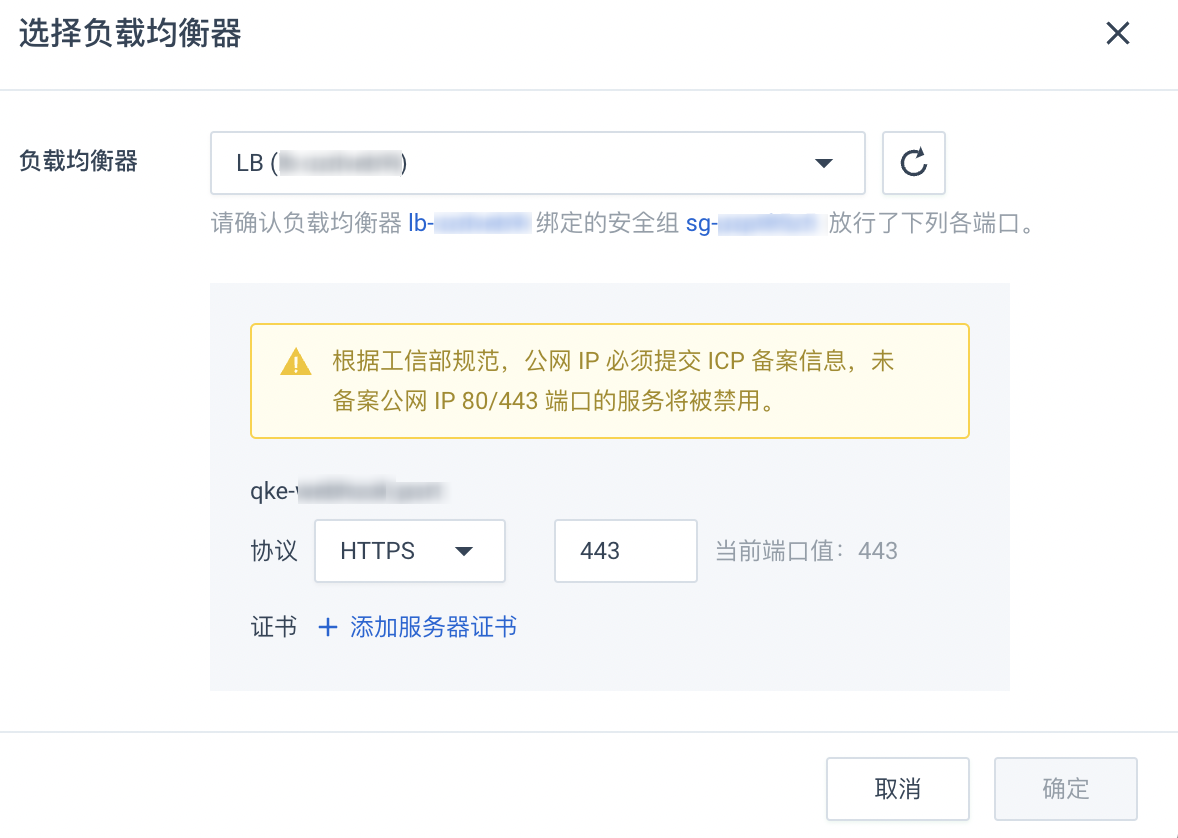 选择负载均衡器
负载均衡器
LB ()
请确认负载均衡器 lb- 绑定的安全组 sg- 放行了下列各端口。
根据工信部规范，公网 IP 必须提交 ICP 备案信息，未
备案公网 IP 80/443 端口的服务将被禁用。
qke-
协议 HTTPS 443 当前端口值：443
证书 + 添加服务器证书
取消 确定